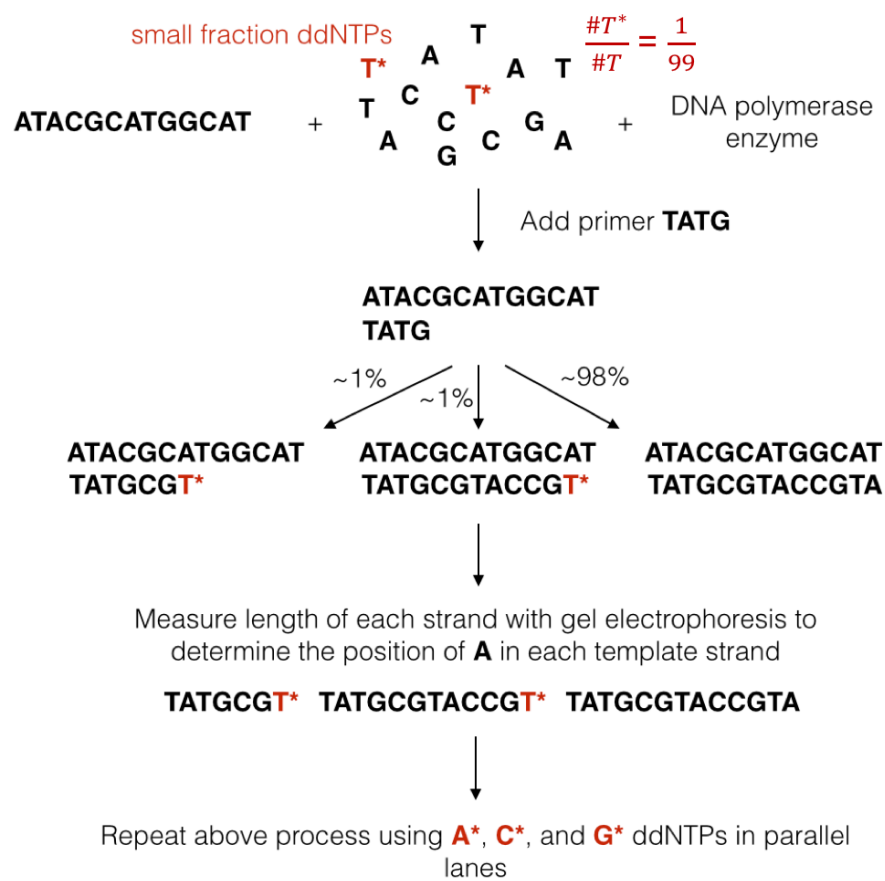 small fraction ddNTPs
T
#T*/#T = 1/99
T*
A
A
T
C
T*
T
ATACGCATGGCAT
+
C
G
+
DNA polymerase
enzyme
A
G
C
A
Add primer TATG
ATACGCATGGCAT
TATG
~1%
~1%
~98%
ATACGCATGGCAT
TATGCGT*
ATACGCATGGCAT
TATGCGTACCGT*
ATACGCATGGCAT
TATGCGTACCGTA
Measure length of each strand with gel electrophoresis to
determine the position of A in each template strand
TATGCGT* TATGCGTACCGT* TATGCGTACCGTA
Repeat above process using A*, C*, and G* ddNTPs in parallel
lanes